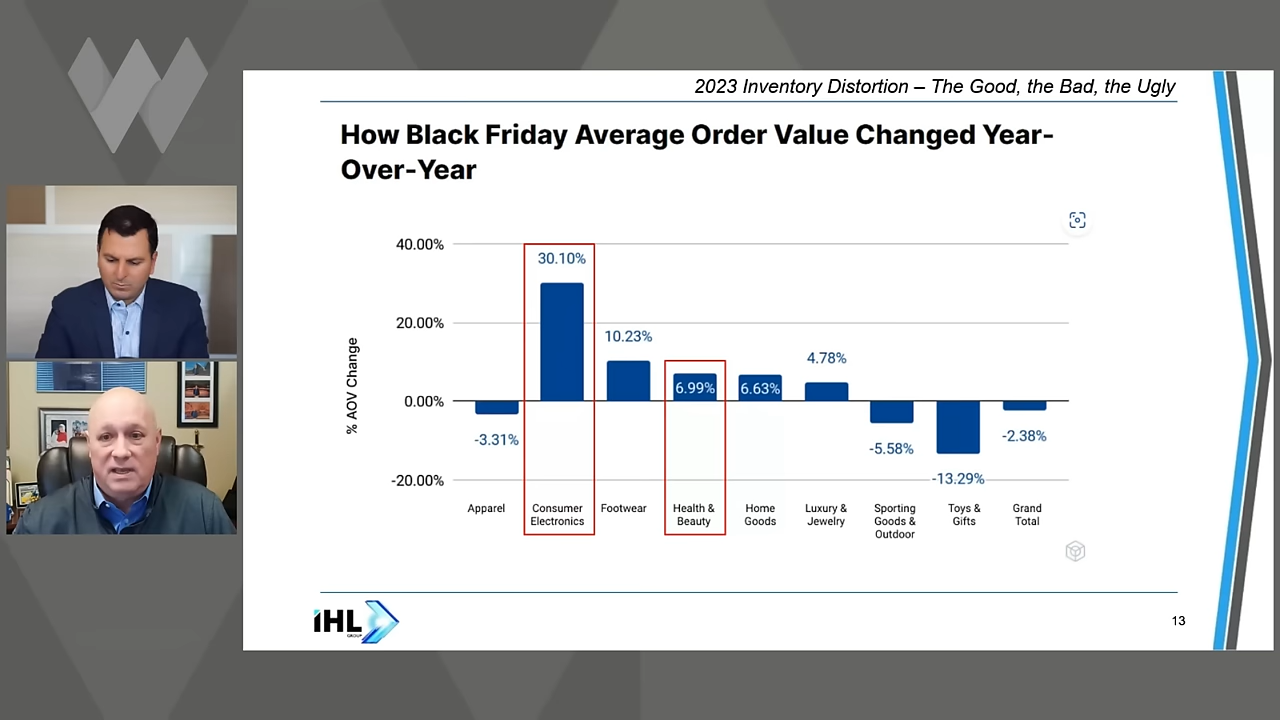 2023 Inventory Distortion – The Good, the Bad, the Ugly
How Black Friday Average Order Value Changed Year-
Over-Year
% AOV Change
40.00%
20.00%
0.00%
-20.00%
-3.31%
30.10%
10.23%
6.99%
6.63%
4.78%
-5.58%
-13.29%
-2.38%
Apparel
Consumer
Electronics
Footwear
Health &
Beauty
Home
Goods
Luxury &
Jewelry
Sporting
Goods &
Outdoor
Toys &
Gifts
Grand
Total
IHL
GROUP
13